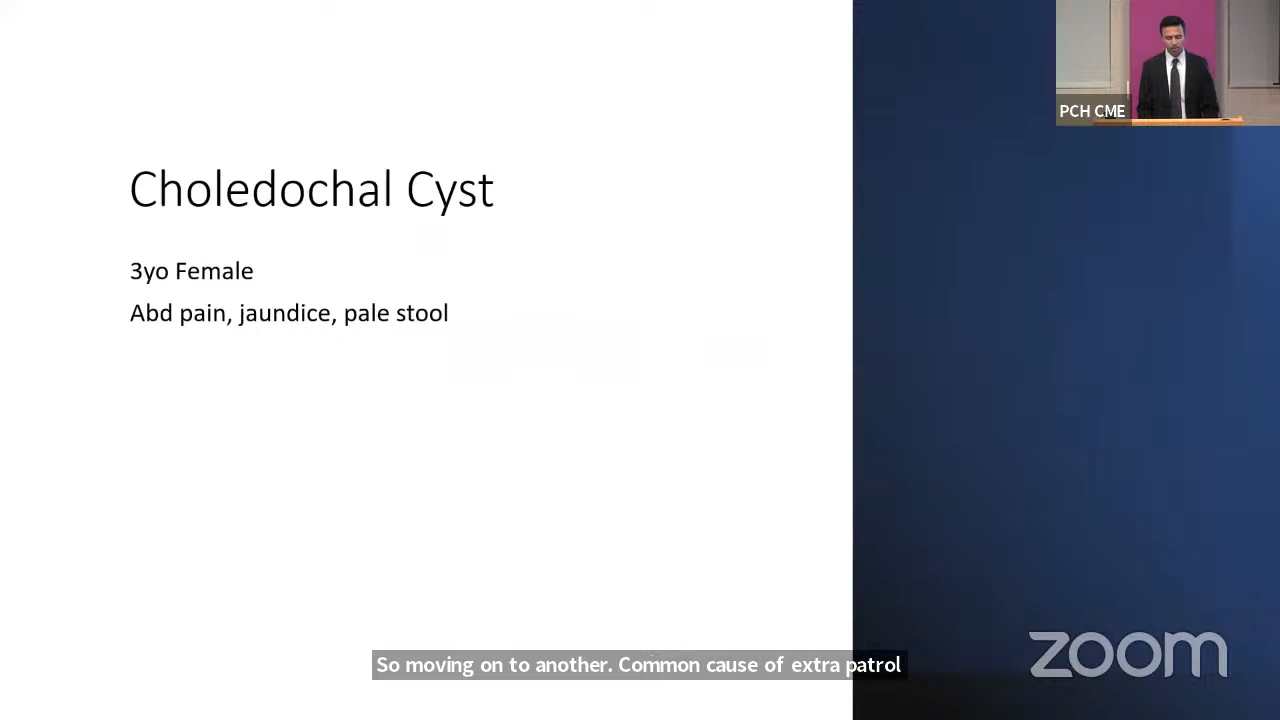 PCH CME
Choledochal Cyst
3yo Female
Abd pain, jaundice, pale stool
So moving on to another. Common cause of extra patrol
zoom